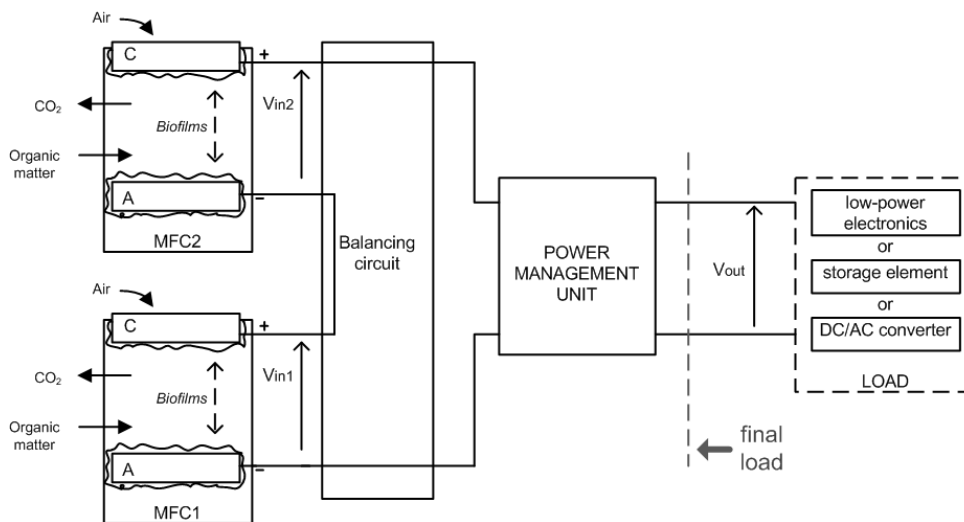 Air
C
+
CO₂
Biofilms
Organic
matter
A
–
MFC2
Vin2
Air
C
+
CO₂
Biofilms
Organic
matter
A
–
MFC1
Vin1
Balancing
circuit
POWER
MANAGEMENT
UNIT
Vout
final
load
low-power
electronics
or
storage element
or
DC/AC converter
LOAD